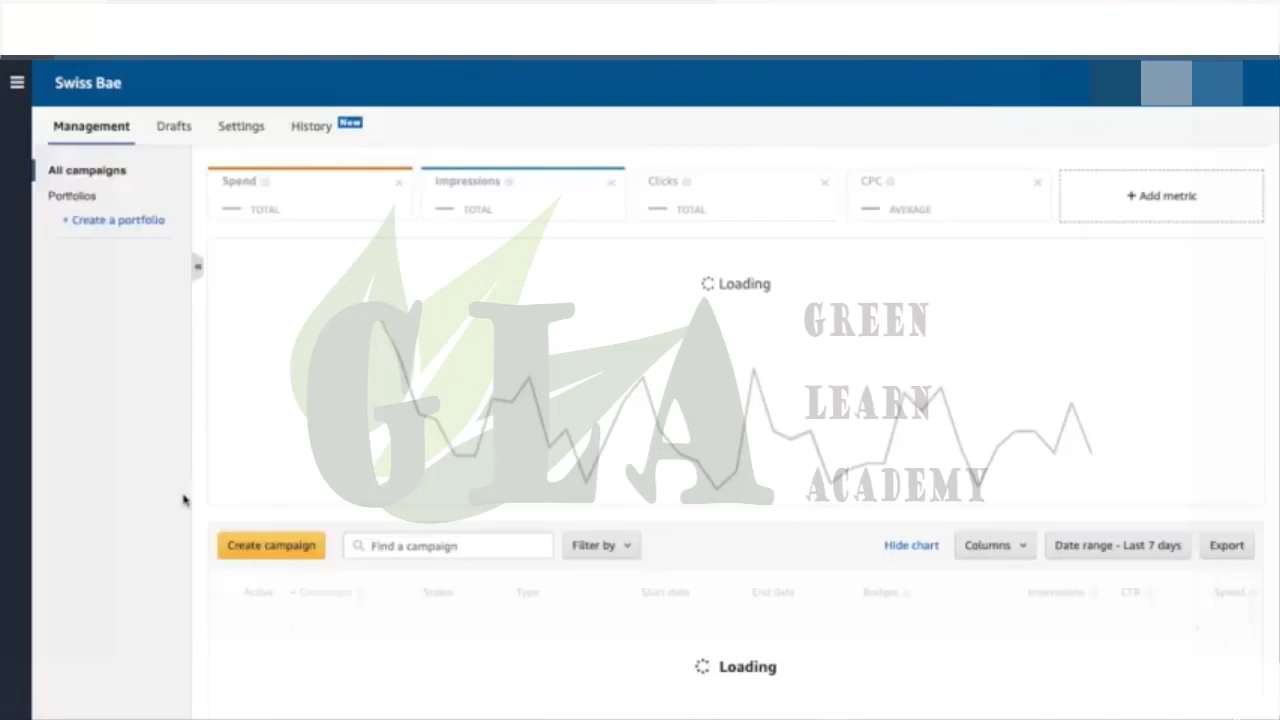 Swiss Bae
Management Drafts Settings History New
All campaigns
Portfolios
+ Create a portfolio
Spend
TOTAL
Impressions
TOTAL
Clicks
TOTAL
CPC
AVERAGE
+ Add metric
Loading
GLA
GREEN
LEARN
ACADEMY
Create campaign Find a campaign Filter by Hide chart Columns Date range - Last 7 days Export
Active Campaigns Status Type Start date End date Budget Impressions CTR Spend
Loading